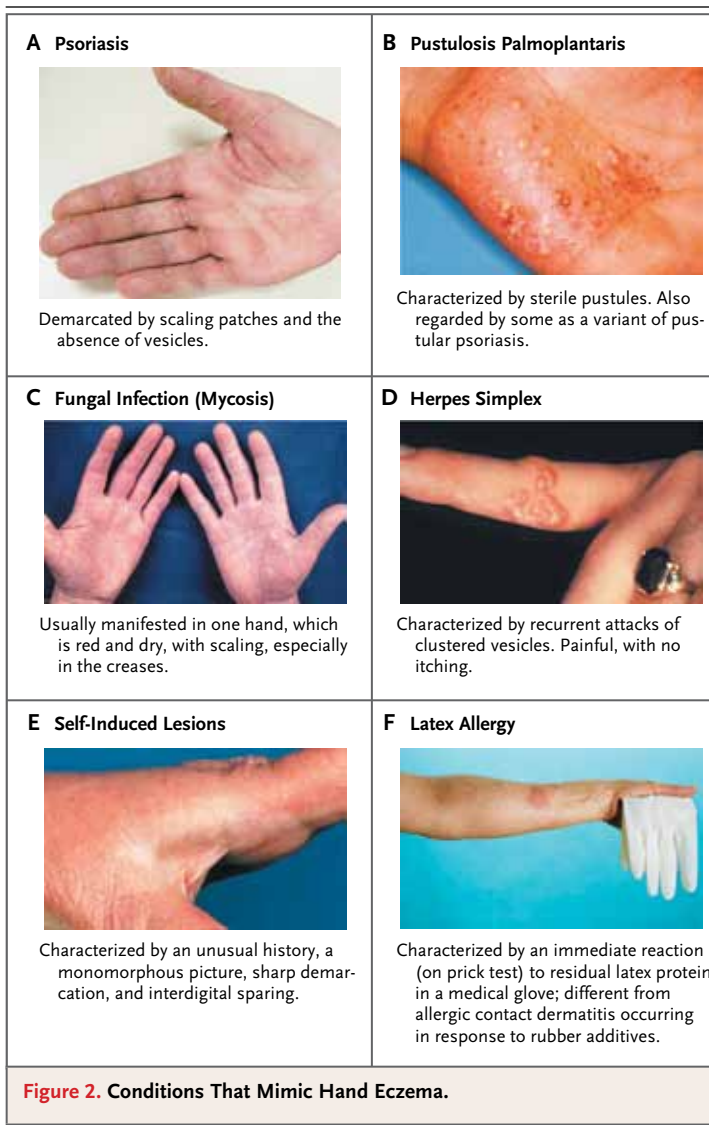 A Psoriasis
Demarcated by scaling patches and the
absence of vesicles.
B Pustulosis Palmoplantaris
Characterized by sterile pustules. Also
regarded by some as a variant of pus-
tular psoriasis.
C Fungal Infection (Mycosis)
Usually manifested in one hand, which
is red and dry, with scaling, especially
in the creases.
D Herpes Simplex
Characterized by recurrent attacks of
clustered vesicles. Painful, with no
itching.
E Self-Induced Lesions
Characterized by an unusual history, a
monomorphous picture, sharp demar-
cation, and interdigital sparing.
F Latex Allergy
Characterized by an immediate reaction
(on prick test) to residual latex protein
in a medical glove; different from
allergic contact dermatitis occurring
in response to rubber additives.
Figure 2. Conditions That Mimic Hand Eczema.